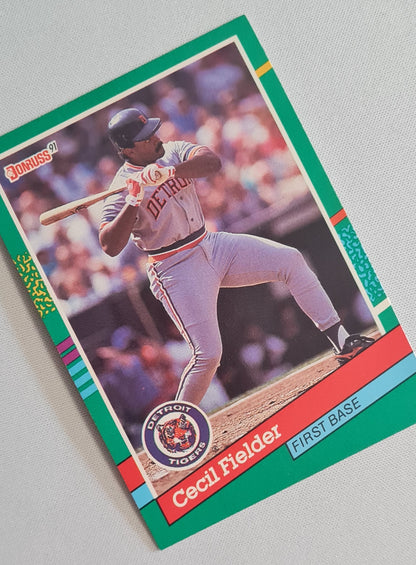 DONRUSS 91
DETROIT
DETROIT
TIGERS
Cecil Fielder
FIRST BASE